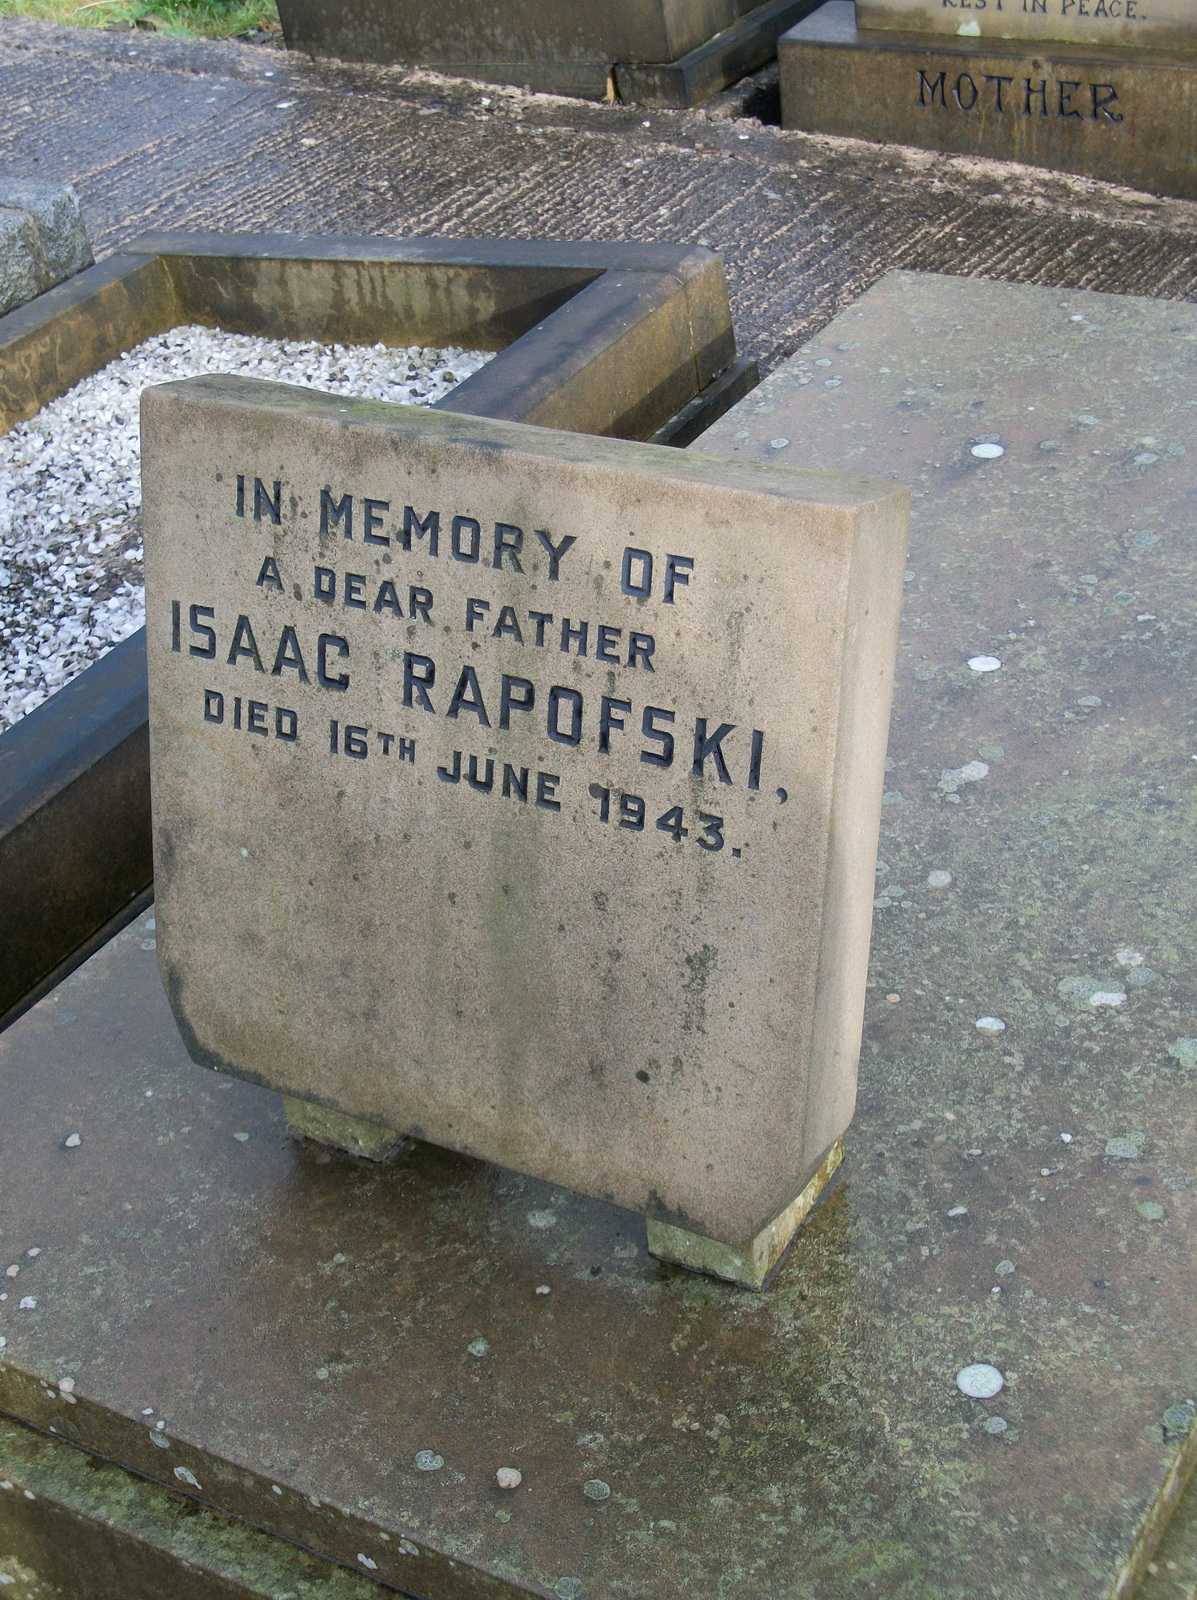 REST IN PEACE.
MOTHER
IN MEMORY OF
A DEAR FATHER
ISAAC RAPOFSKI,
DIED 16TH JUNE 1943.